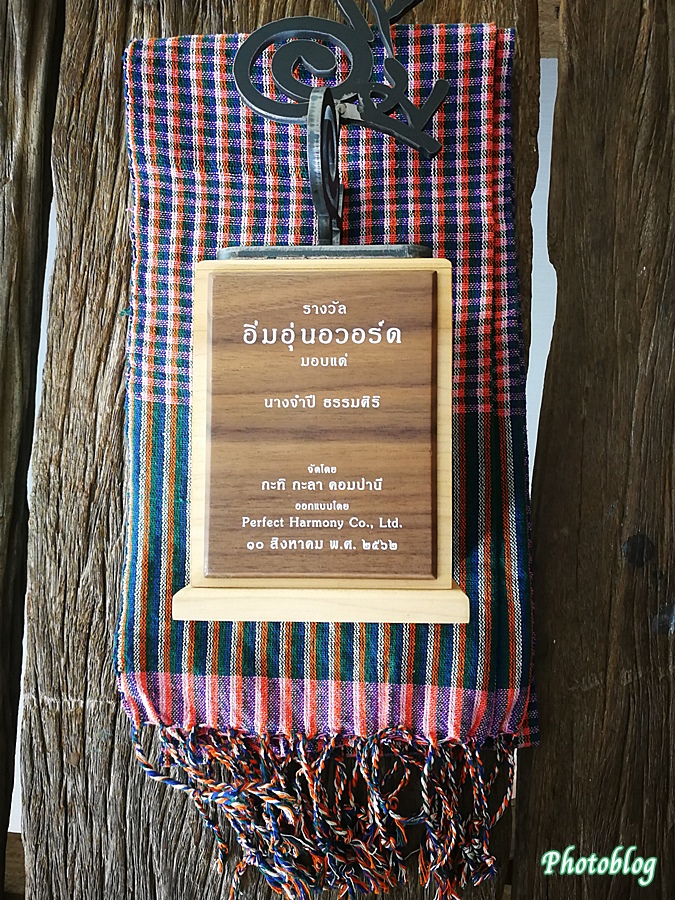 รางวัล
อิ่มอุ่นอวอร์ด
มอบแด่
นางจำปี ธรรมศิริ
จัดโดย
กะทิ กะลา คอมปานี
ออกแบบโดย
Perfect Harmony Co., Ltd.
๑๐ สิงหาคม พ.ศ. ๒๕๖๒
Photoblog